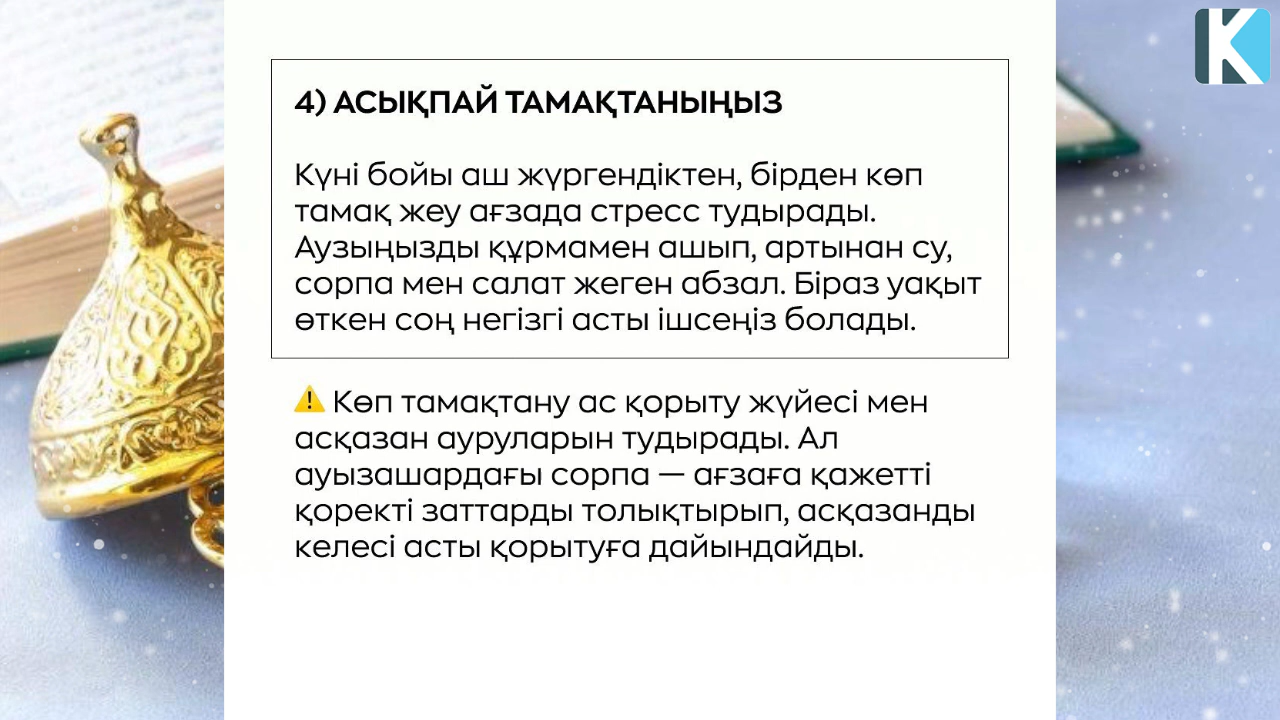 4) АСЫҚПАЙ ТАМАҚТАНЫҢЫЗ
Күні бойы аш жүргендіктен, бірден көп
тамақ жеу ағзада стресс тудырады.
Аузыңызды құрмамен ашып, артынан су,
сорпа мен салат жеген абзал. Біраз уақыт
өткен соң негізгі асты ішсеңіз болады.
⚠ Көп тамақтану ас қорыту жүйесі мен
асқазан ауруларын тудырады. Ал
ауызашардағы сорпа — ағзаға қажетті
қоректі заттарды толықтырып, асқазанды
келесі асты қорытуға дайындайды.
K